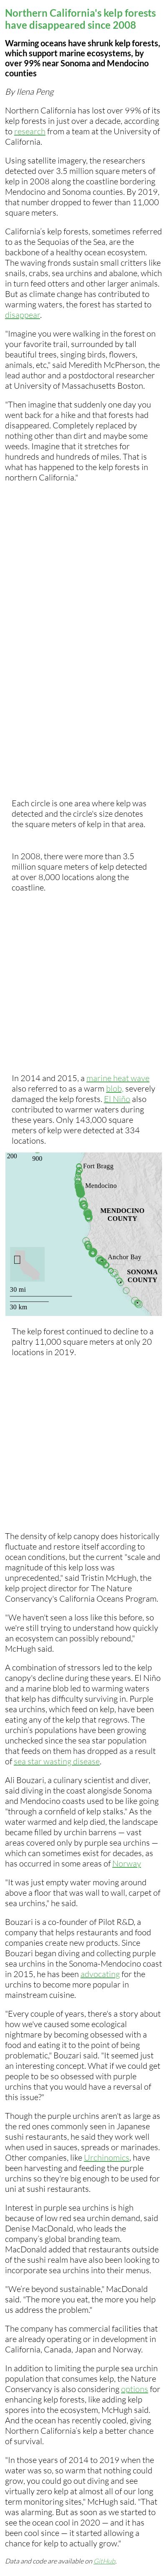 Northern California's kelp forests
have disappeared since 2008
Warming oceans have shrunk kelp forests,
which support marine ecosystems, by
over 99% near Sonoma and Mendocino
counties
By Ilena Peng
Northern California has lost over 99% of its
kelp forests in just over a decade, according
to research from a team at the University of
California.
Using satellite imagery, the researchers
detected over 3.5 million square meters of
kelp in 2008 along the coastline bordering
Mendocino and Sonoma counties. By 2019,
that number dropped to fewer than 11,000
square meters.
California's kelp forests, sometimes referred
to as the Sequoias of the Sea, are the
backbone of a healthy ocean ecosystem.
The waving fronds sustain small critters like
snails, crabs, sea urchins and abalone, which
in turn feed otters and other larger animals.
But as climate change has contributed to
warming waters, the forest has started to
disappear.
"Imagine you were walking in the forest on
your favorite trail, surrounded by tall
beautiful trees, singing birds, flowers,
animals, etc," said Meredith McPherson, the
lead author and a postdoctoral researcher
at University of Massachusetts Boston.
"Then imagine that suddenly one day you
went back for a hike and that forests had
disappeared. Completely replaced by
nothing other than dirt and maybe some
weeds. Imagine that it stretches for
hundreds and hundreds of miles. That is
what has happened to the kelp forests in
northern California."
Each circle is one area where kelp was
detected and the circle's size denotes
the square meters of kelp in that area.
In 2008, there were more than 3.5
million square meters of kelp detected
at over 8,000 locations along the
coastline.
In 2014 and 2015, a marine heat wave
also referred to as a warm blob, severely
damaged the kelp forests. El Niño also
contributed to warmer waters during
these years. Only 143,000 square
meters of kelp were detected at 334
locations.
200
900
Fort Bragg
Mendocino
MENDOCINO
COUNTY
Anchor Bay
SONOMA
COUNTY
30 mi
30 km
The kelp forest continued to decline to a
paltry 11,000 square meters at only 20
locations in 2019.
The density of kelp canopy does historically
fluctuate and restore itself according to
ocean conditions, but the current "scale and
magnitude of this kelp loss was
unprecedented," said Tristin McHugh, the
kelp project director for The Nature
Conservancy's California Oceans Program.
"We haven't seen a loss like this before, so
we're still trying to understand how quickly
an ecosystem can possibly rebound,"
McHugh said.
A combination of stressors led to the kelp
canopy's decline during these years. El Niño
and a marine blob led to warming waters
that kelp has difficulty surviving in. Purple
sea urchins, which feed on kelp, have been
eating away the kelp that regrows. The
urchin's populations have been growing
unchecked since the starfish population
that feeds on them has dropped as a result
of sea star wasting disease.
Ali Bouzari, a culinary scientist and diver,
said diving in the coast alongside Sonoma
and Mendocino coasts used to be like going
"through a cornfield of kelp stalks." As the
water warmed and kelp died, the landscape
became filled by urchin barrens — vast
areas covered only by purple sea urchins —
which can sometimes exist for decades, as
has occurred in some areas of Norway
"It was just empty water moving around
above a floor that was wall to wall, carpet of
sea urchins," he said.
Bouzari is a co-founder of Pilot R&D, a
company that helps restaurants and food
companies create new products. Since
Bouzari began diving and collecting purple
sea urchins in the Sonoma-Mendocino coast
in 2015, he has been advocating for the
urchins to become more popular in
mainstream cuisine.
"Every couple of years, there's a story about
how we've caused some ecological
nightmare by becoming obsessed with a
food and eating it to the point of being
problematic," Bouzari said. "It seemed just
an interesting concept. What if we could get
people to be so obsessed with purple
urchins that you would have a reversal of
this issue?"
Though the purple urchins aren't as large as
the red ones commonly seen in Japanese
sushi restaurants, he said they work well
when used in sauces, spreads or marinades.
Other companies, like Urchinomics, have
been harvesting and feeding the purple
urchins so they're big enough to be used for
uni at sushi restaurants.
Interest in purple sea urchins is high
because of low red sea urchin demand, said
Denise MacDonald, who leads the
company's global branding team.
MacDonald added that restaurants outside
of the sushi realm have also been looking to
incorporate sea urchins into their menus.
"We're beyond sustainable," MacDonald
said. "The more you eat, the more you help
us address the problem."
The company has commercial facilities that
are already operating or in development in
California, Canada, Japan and Norway.
In addition to limiting the purple sea urchin
population that consumes kelp, the Nature
Conservancy is also considering options for
enhancing kelp forests, like adding kelp
spores into the ecosystem, McHugh said.
And the ocean has recently cooled, giving
Northern California's kelp a better chance
of survival.
"In those years of 2014 to 2019 when the
water was so, so warm that nothing could
grow, you could go out diving and see
virtually zero kelp at almost all of our long
term monitoring sites," McHugh said. "That
was alarming. But as soon as we started to
see the ocean cool in 2020 — and it has
been cool since — it started allowing a
chance for kelp to actually grow."
Data and code are available on GitHub.